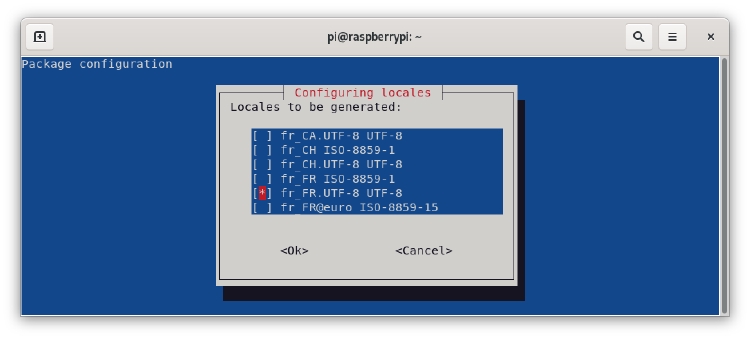 pi@raspberrypi: ~
Package configuration
Configuring locales
Locales to be generated:
[ ] fr_CA.UTF-8 UTF-8
[ ] fr_CH ISO-8859-1
[ ] fr_CH.UTF-8 UTF-8
[ ] fr_FR ISO-8859-1
[*] fr_FR.UTF-8 UTF-8
[ ] fr_FR@euro ISO-8859-15
<Ok> <Cancel>